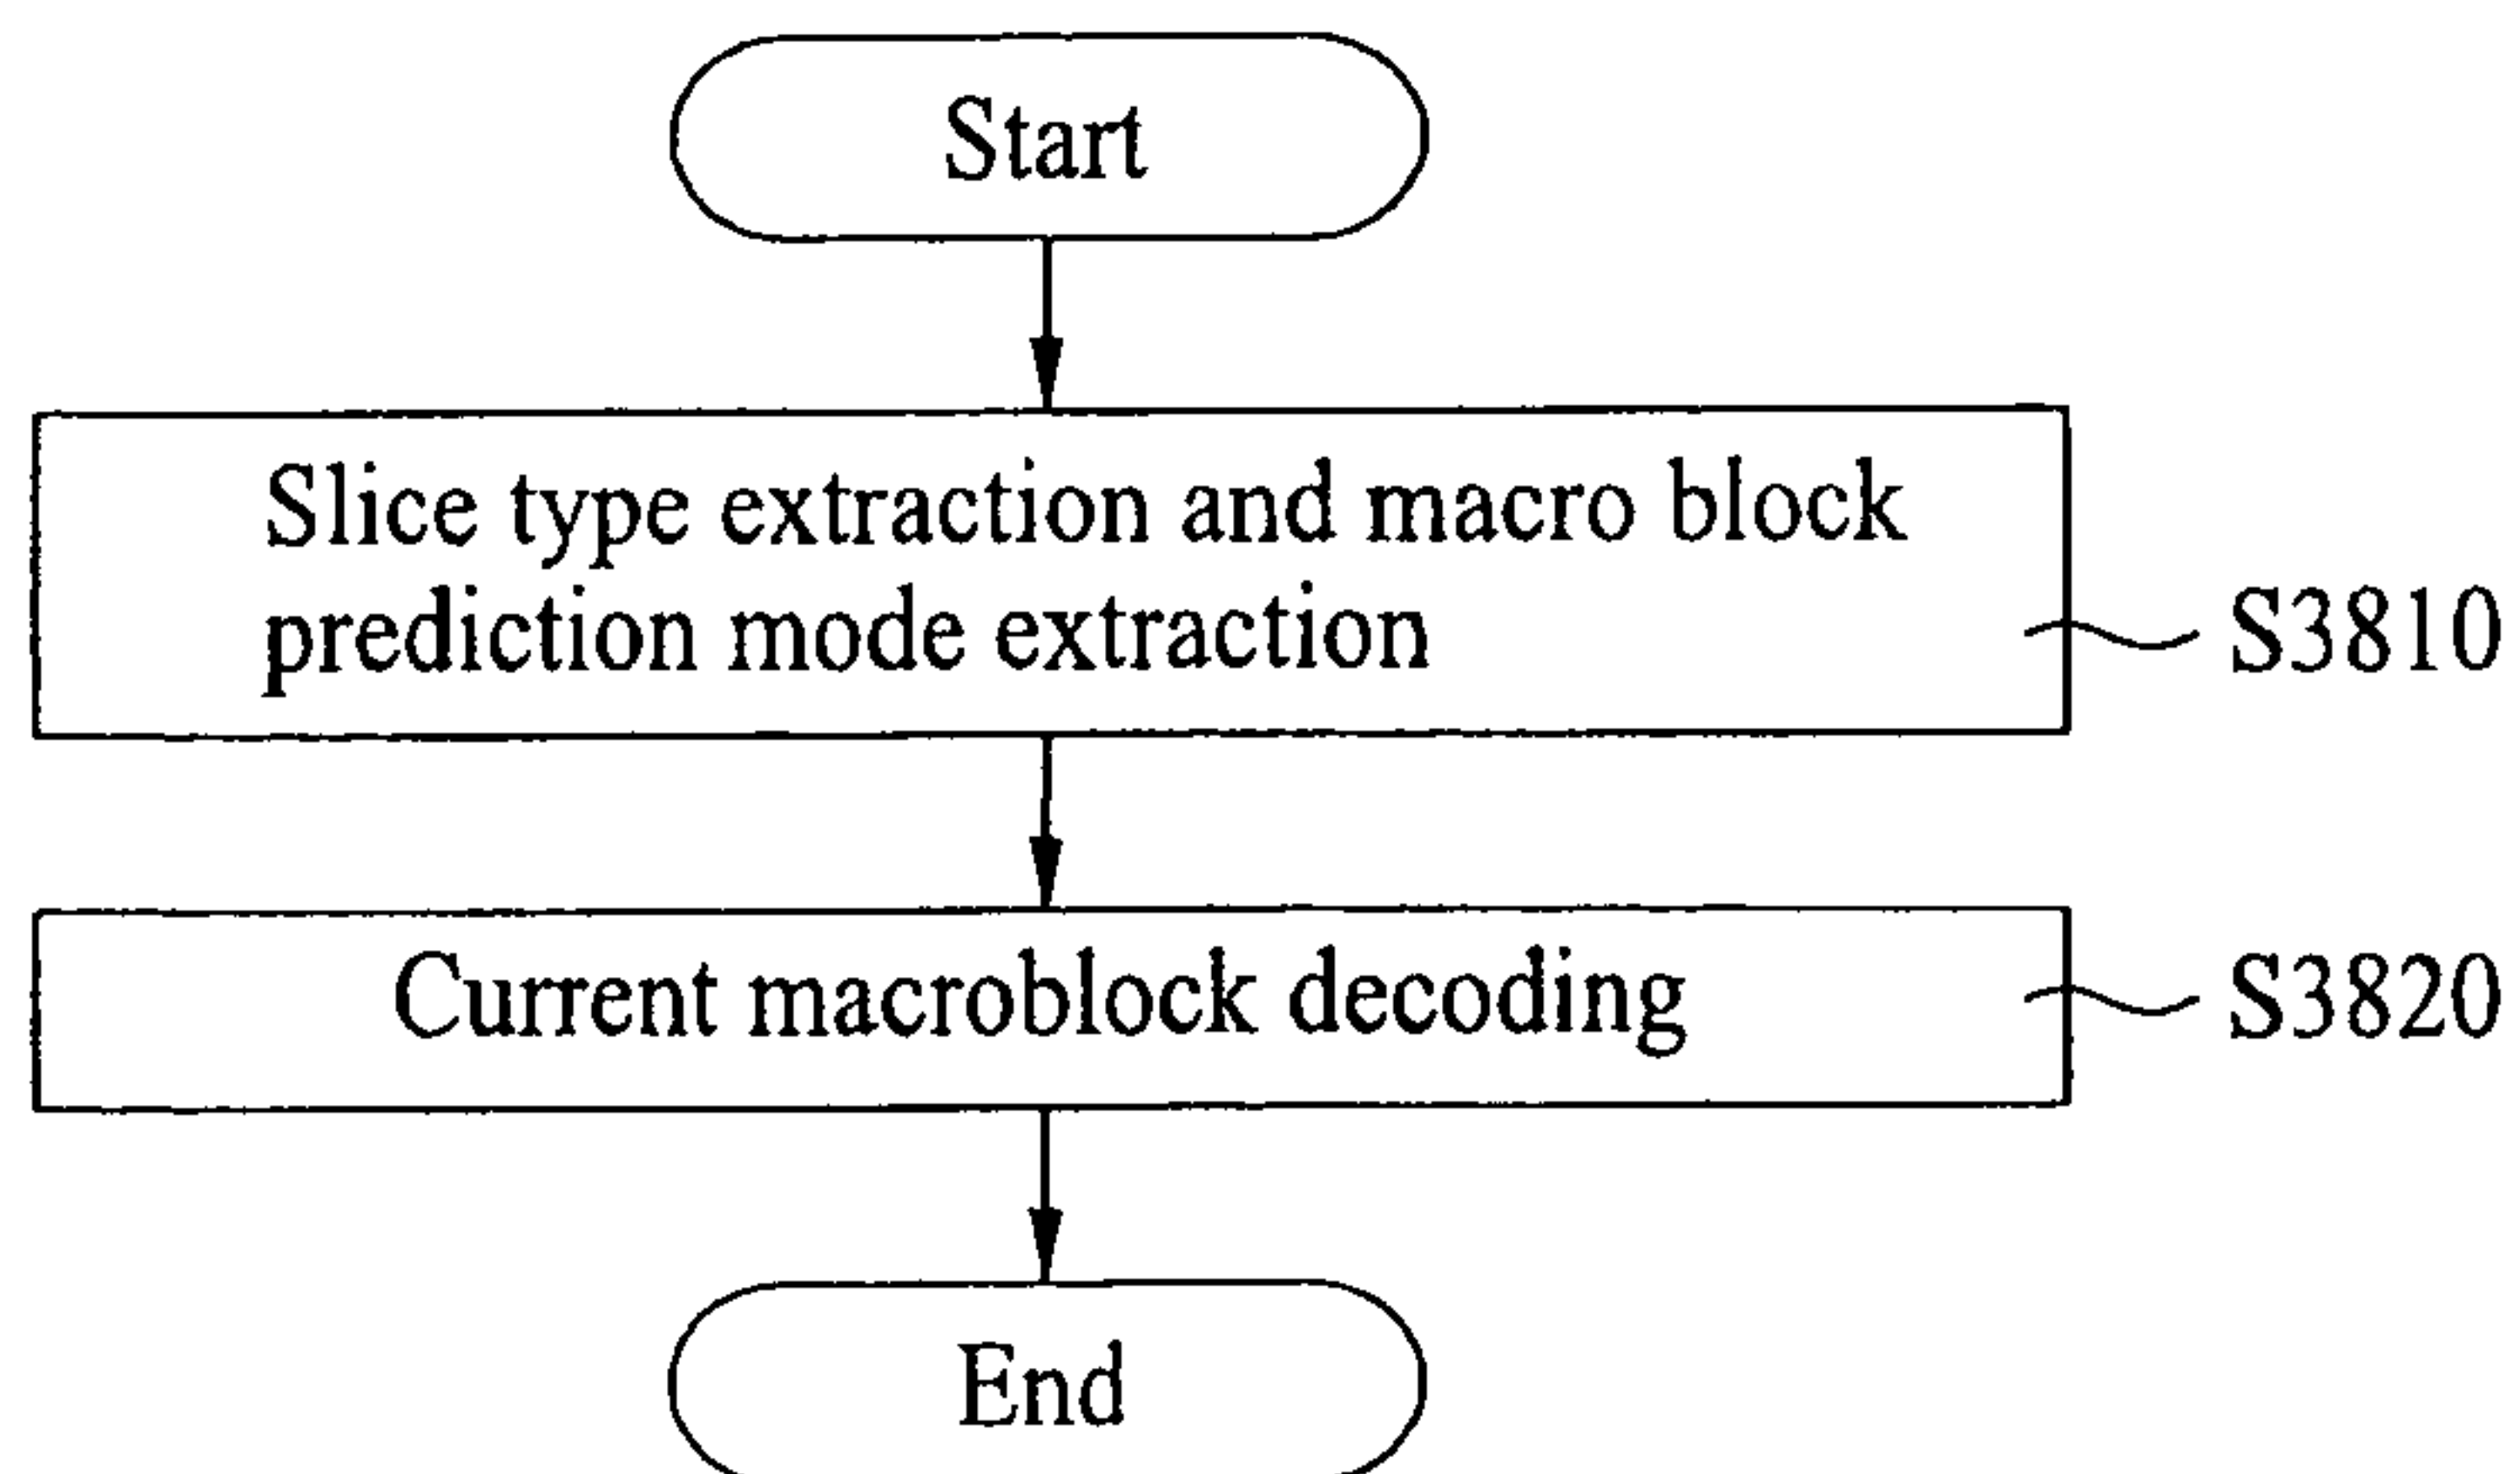 Start
Slice type extraction and macro block
prediction mode extraction
S3810
Current macroblock decoding
S3820
End